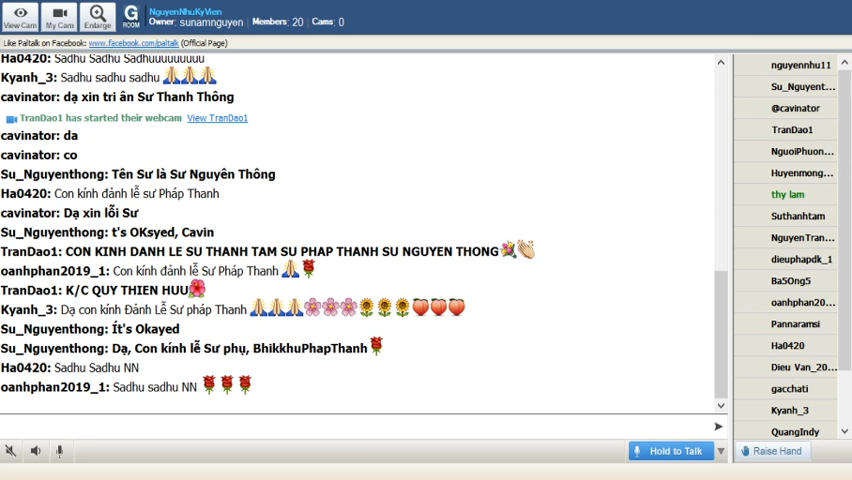 View Cam
My Cam
Enlarge
G
ROOM
NguyenNhuKyVien
Owner: sunamnguyen   Members: 20   Cams: 0
Like Paltalk on Facebook: www.facebook.com/paltalk (Official Page)
Ha0420: Sadhu Sadhu Sadhuuuuuuuuu
Kyanh_3: Sadhu sadhu sadhu 🙏🙏🙏
cavinator: dạ xin tri ân Sư Thanh Thông
TranDao1 has started their webcam   View TranDao1
cavinator: da
cavinator: co
Su_Nguyenthong: Tên Sư là Sư Nguyên Thông
Ha0420: Con kính đảnh lễ sư Pháp Thanh
cavinator: Dạ xin lỗi Sư
Su_Nguyenthong: t's OKsyed, Cavin
TranDao1: CON KINH DANH LE SU THANH TAM SU PHAP THANH SU NGUYEN THONG💐👏
oanhphan2019_1: Con kính đảnh lễ Sư Pháp Thanh 🙏🌹
TranDao1: K/C QUY THIEN HUU🌺
Kyanh_3: Dạ con kính Đảnh Lễ Sư pháp Thanh 🙏🙏🙏🌸🌸🌸🌻🌻🌻🍑🍑🍑
Su_Nguyenthong: Ít's Okayed
Su_Nguyenthong: Dạ, Con kính lễ Sư phụ, BhikkhuPhapThanh🌹
Ha0420: Sadhu Sadhu NN
oanhphan2019_1: Sadhu sadhu NN 🌹🌹🌹
nguyennhu11
Su_Nguyent...
@cavinator
TranDao1
NguoiPhuon...
Huyenmong...
thy lam
Suthanhtam
NguyenTran...
dieuphapdk_1
Ba5Ong5
oanhphan20...
Pannaramsi
Ha0420
Dieu Van_20...
gacchati
Kyanh_3
QuangIndy
Hold to Talk
Raise Hand